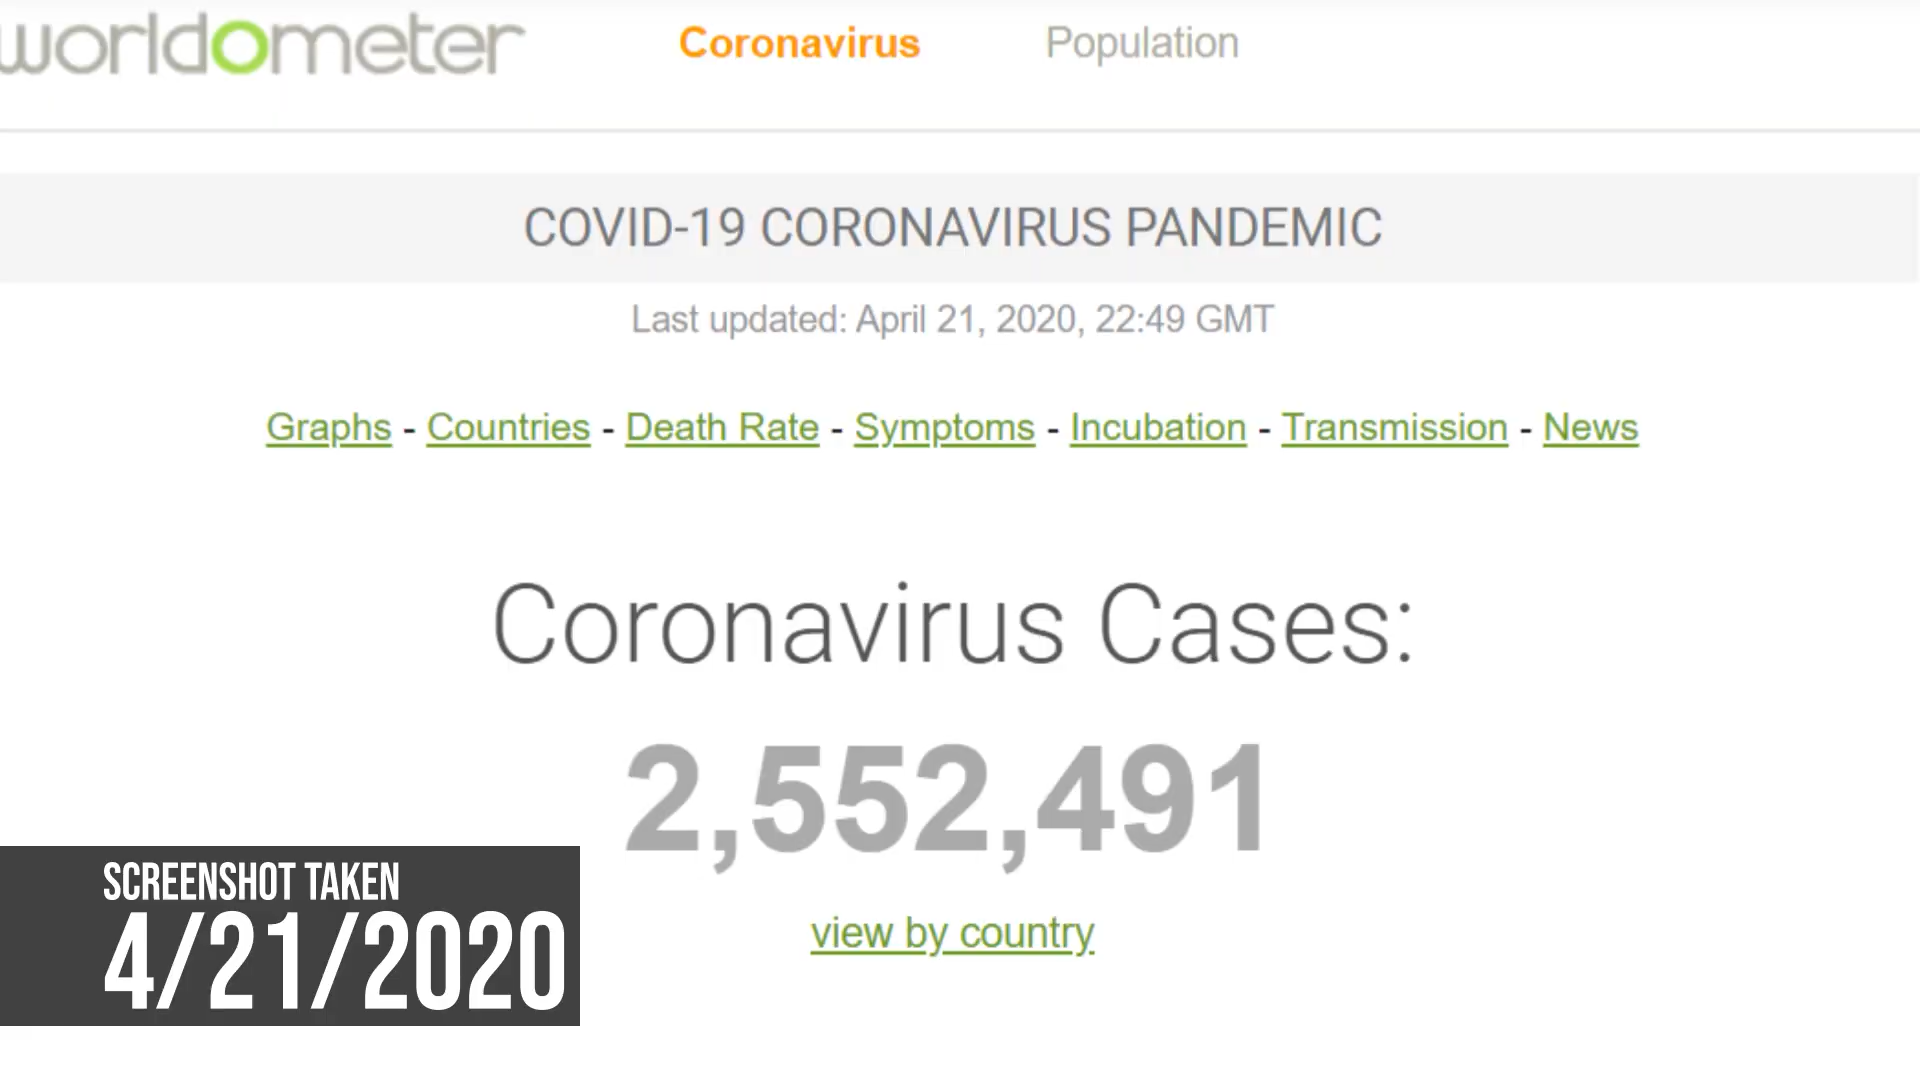 worldometer Coronavirus Population
COVID-19 CORONAVIRUS PANDEMIC
Last updated: April 21, 2020, 22:49 GMT
Graphs - Countries - Death Rate - Symptoms - Incubation - Transmission - News
Coronavirus Cases:
2,552,491
view by country
SCREENSHOT TAKEN
4/21/2020